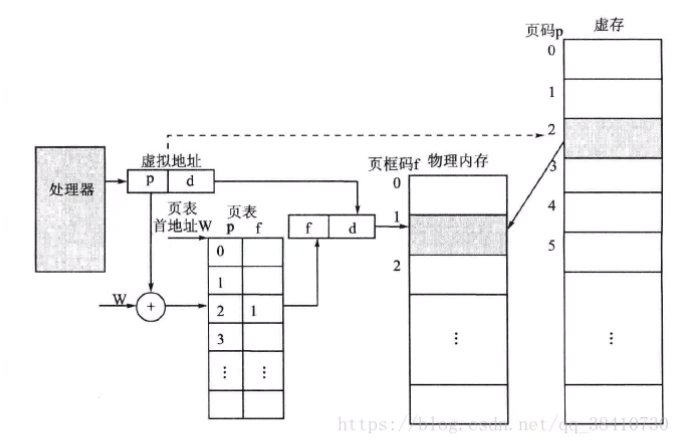 页码p 虚存
0
1
2
3
4
5
⋮
处理器
虚拟地址
p d
页框码f 物理内存
0
1
2
⋮
页表
首地址W
页表
p f
f d
W
+
0
1
2 1
3
⋮ ⋮
https://blog.csdn.net/qq_38410730